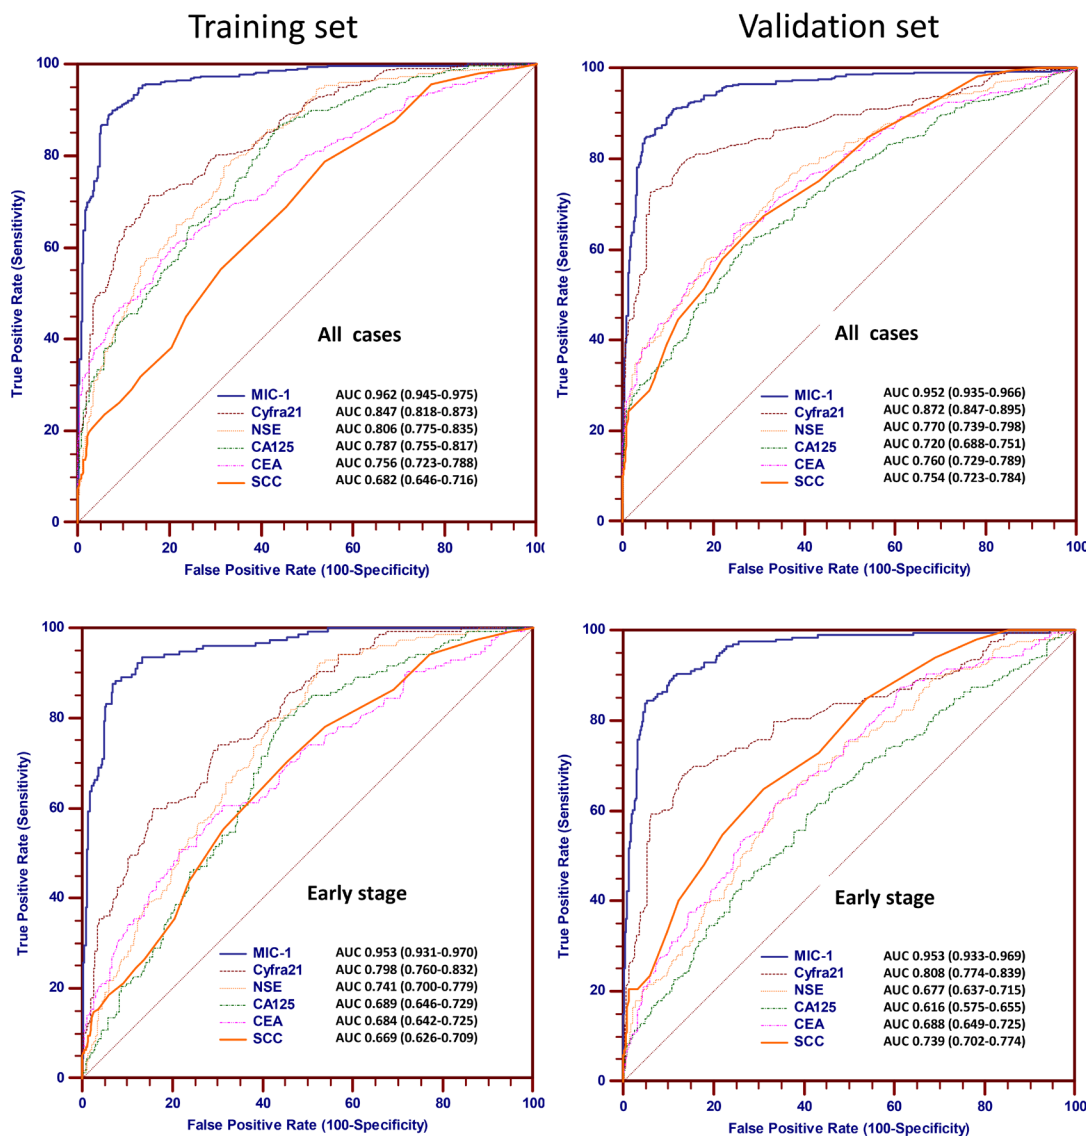 Training set
Validation set
True Positive Rate (Sensitivity)
100
80
60
40
20
0
All cases
MIC-1 AUC 0.962 (0.945-0.975)
Cyfra21 AUC 0.847 (0.818-0.873)
NSE AUC 0.806 (0.775-0.835)
CA125 AUC 0.787 (0.755-0.817)
CEA AUC 0.756 (0.723-0.788)
SCC AUC 0.682 (0.646-0.716)
0 20 40 60 80 100
False Positive Rate (100-Specificity)
True Positive Rate (Sensitivity)
100
80
60
40
20
0
All cases
MIC-1 AUC 0.952 (0.935-0.966)
Cyfra21 AUC 0.872 (0.847-0.895)
NSE AUC 0.770 (0.739-0.798)
CA125 AUC 0.720 (0.688-0.751)
CEA AUC 0.760 (0.729-0.789)
SCC AUC 0.754 (0.723-0.784)
0 20 40 60 80 100
False Positive Rate (100-Specificity)
True Positive Rate (Sensitivity)
100
80
60
40
20
0
Early stage
MIC-1 AUC 0.953 (0.931-0.970)
Cyfra21 AUC 0.798 (0.760-0.832)
NSE AUC 0.741 (0.700-0.779)
CA125 AUC 0.689 (0.646-0.729)
CEA AUC 0.684 (0.642-0.725)
SCC AUC 0.669 (0.626-0.709)
0 20 40 60 80 100
False Positive Rate (100-Specificity)
True Positive Rate (Sensitivity)
100
80
60
40
20
0
Early stage
MIC-1 AUC 0.953 (0.933-0.969)
Cyfra21 AUC 0.808 (0.774-0.839)
NSE AUC 0.677 (0.637-0.715)
CA125 AUC 0.616 (0.575-0.655)
CEA AUC 0.688 (0.649-0.725)
SCC AUC 0.739 (0.702-0.774)
0 20 40 60 80 100
False Positive Rate (100-Specificity)